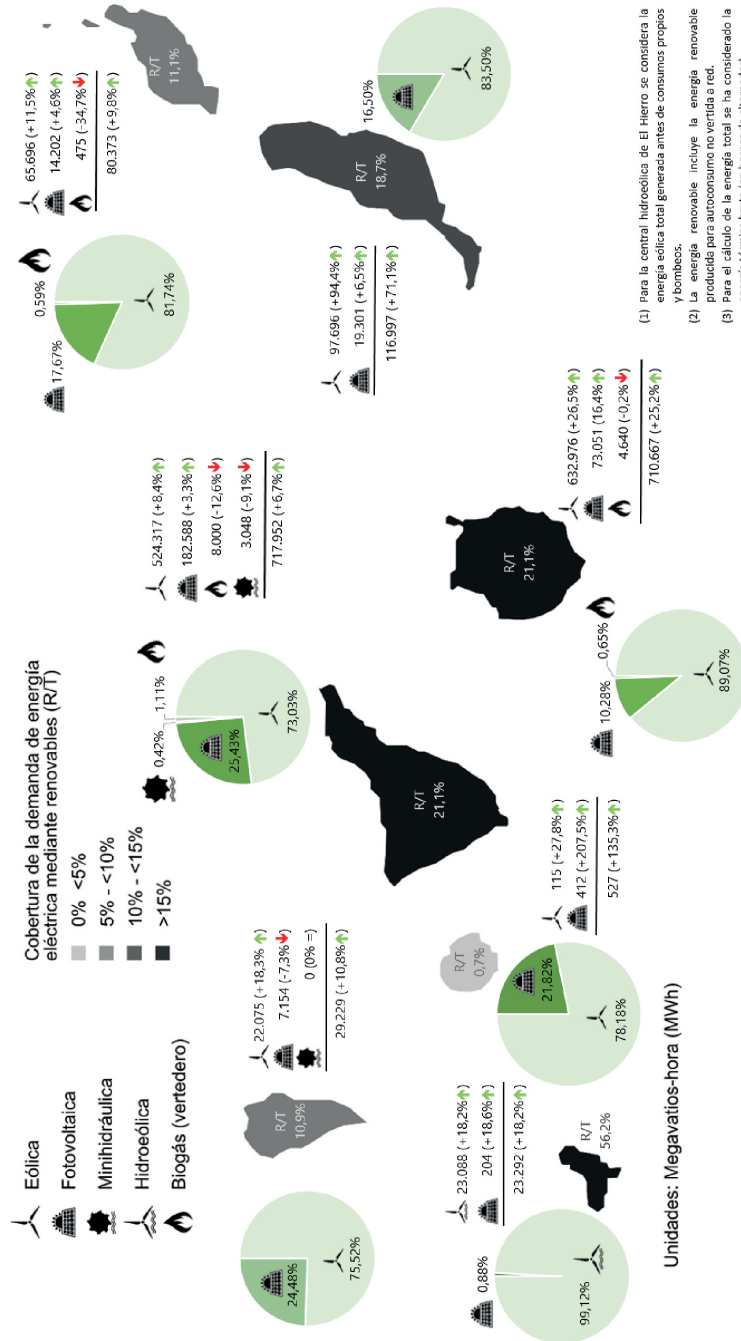 Eólica
Fotovoltaica
Minihidráulica
Hidroeólica
Biogás (vertedero)
Cobertura de la demanda de energía
eléctrica mediante renovables (R/T)
0% <5%
5% - <10%
10% - <15%
>15%
24,48%
75,52%
R/T
10,9%
22.075 (+18,3%↑)
7.154 (-7,3%↓)
0 (0% =)
29.229 (+10,8%↑)
0,42%
1,11%
25,43%
73,03%
524.317 (+8,4%↑)
182.588 (+3,3%↑)
8.000 (-12,6%↓)
3.048 (-9,1%↓)
717.952 (+6,7%↑)
R/T
21,1%
17,67%
0,59%
81,74%
65.696 (+11,5%↑)
14.202 (+4,6%↑)
475 (-34,7%↓)
80.373 (+9,8%↑)
R/T
11,1%
97.696 (+94,4%↑)
19.301 (+6,5%↑)
116.997 (+71,1%↑)
R/T
18,7%
16,50%
83,50%
0,88%
99,12%
23.088 (+18,2%↑)
204 (+18,6%↑)
23.292 (+18,2%↑)
R/T
56,2%
R/T
0,7%
21,82%
78,18%
115 (+27,8%↑)
412 (+207,5%↑)
527 (+135,3%↑)
10,28%
0,65%
89,07%
R/T
21,1%
632.976 (+26,5%↑)
73.051 (16,4%↑)
4.640 (-0,2%↓)
710.667 (+25,2%↑)
Unidades: Megavatios-hora (MWh)
(1) Para la central hidroeólica de El Hierro se considera la
energía eólica total generada antes de consumos propios
y bombeos.
(2) La energía renovable incluye la energía renovable
producida para autoconsumo no vertida a red.
(3) Para el cálculo de la energía total se ha considerado la